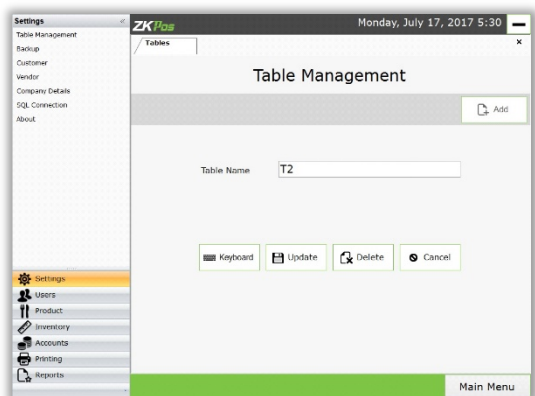 Settings
Table Management
Backup
Customer
Vendor
Company Details
SQL Connection
About
Settings
Users
Product
Inventory
Accounts
Printing
Reports
ZKPos
Monday, July 17, 2017 5:30
Tables
Table Management
Add
Table Name T2
Keyboard Update Delete Cancel
Main Menu